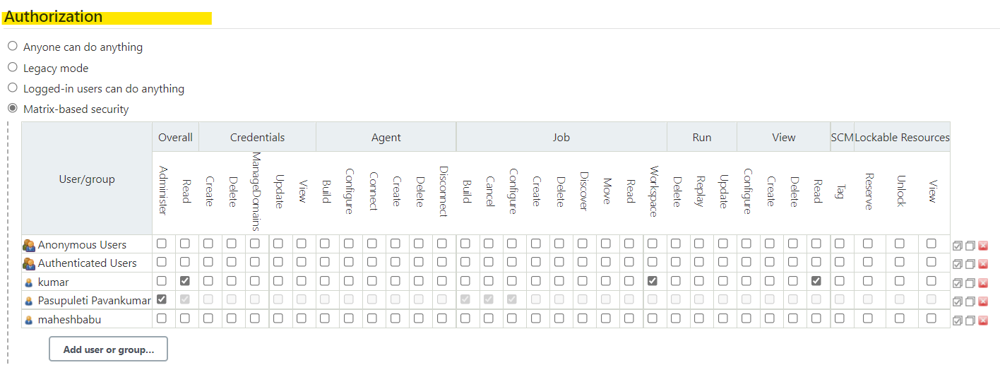 Authorization
Anyone can do anything
Legacy mode
Logged-in users can do anything
Matrix-based security
User/group Overall Credentials Agent Job Run View SCM Lockable Resources
Administer Read Create Delete ManageDomains Update View Build Configure Connect Create Delete Disconnect Build Cancel Configure Create Delete Discover Move Read Workspace Delete Replay Update Configure Create Delete Read Tag Reserve Unlock View
Anonymous Users
Authenticated Users
kumar
Pasupuleti Pavankumar
maheshbabu
Add user or group...